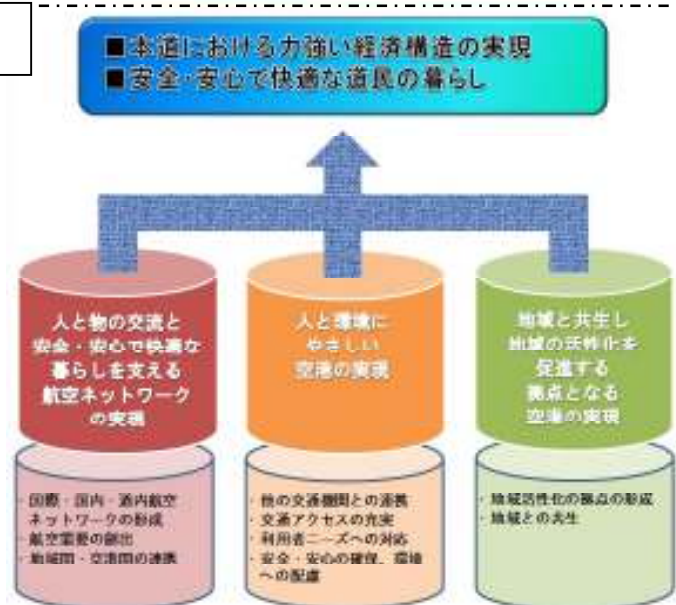 ■本道における力強い経済構造の実現
■安全・安心で快適な道民の暮らし
人と物の交流と
安全・安心で快適な
暮らしを支える
航空ネットワーク
の実現
人と環境に
やさしい
空港の実現
地域と共生し
地域の活性化を
促進する
拠点となる
空港の実現
・国際・国内・道内航空
ネットワークの形成
・航空需要の創出
・地域間・空港間の連携
・他の交通機関との連携
・交通アクセスの充実
・利用者ニーズへの対応
・安全・安心の確保、環境
への配慮
・地域活性化の拠点の形成
・地域との共生